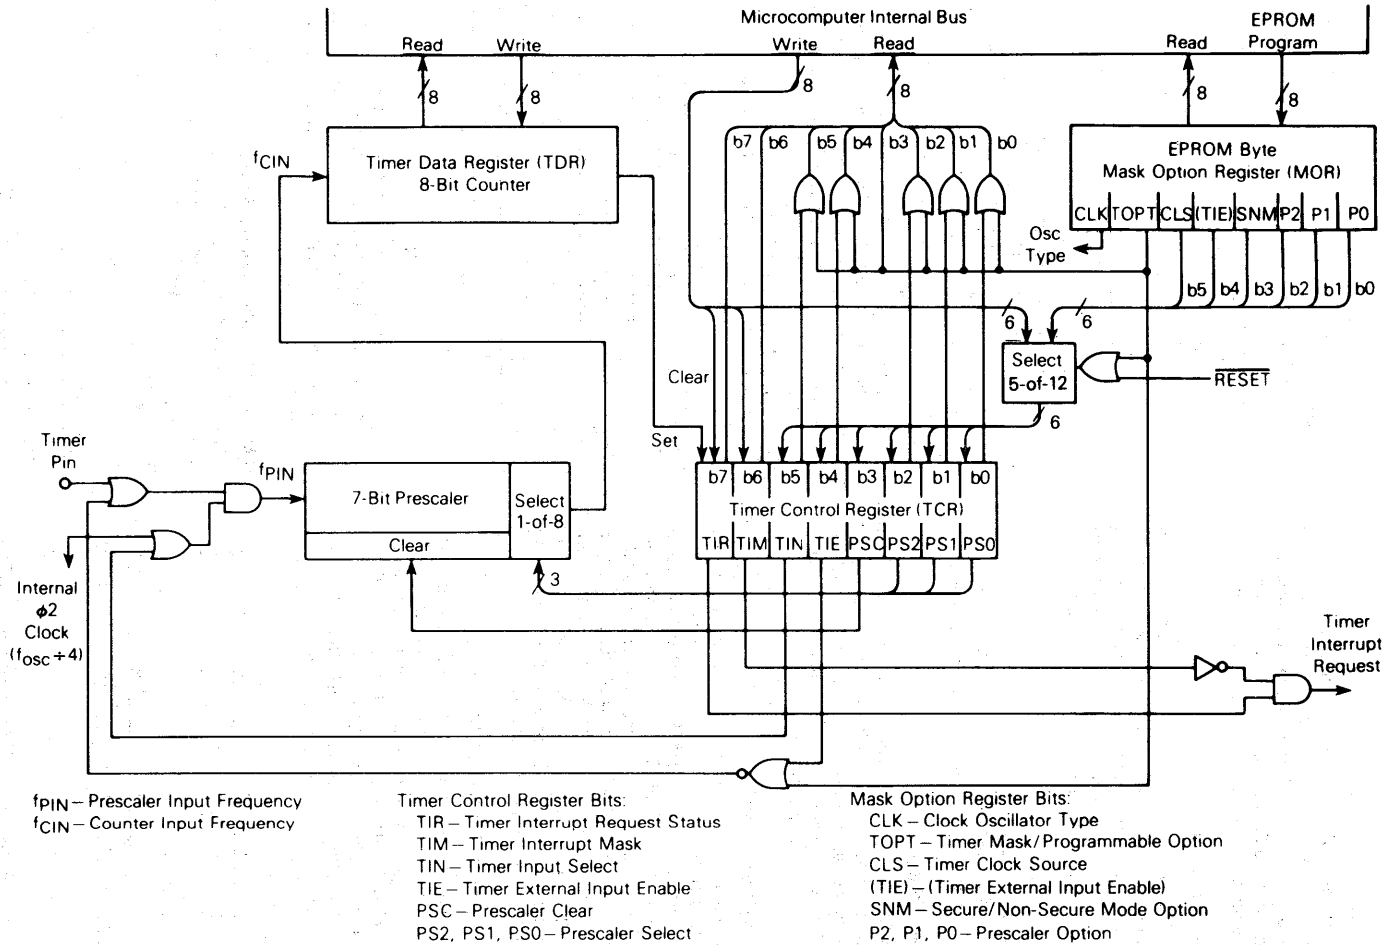 Microcomputer Internal Bus
EPROM
Program
Read
Write
Write
Read
Read
8
8
8
8
8
8
Timer Data Register (TDR)
8-Bit Counter
fCIN
b7
b6
b5
b4
b3
b2
b1
b0
EPROM Byte
Mask Option Register (MOR)
CLK
TOPT
CLS
(TIE)
SNM
P2
P1
P0
Osc
Type
b5
b4
b3
b2
b1
b0
6
6
Select
5-of-12
RESET
6
Clear
Set
Timer
Pin
fPIN
7-Bit Prescaler
Select
1-of-8
Clear
3
b7
b6
b5
b4
b3
b2
b1
b0
Timer Control Register (TCR)
TIR
TIM
TIN
TIE
PSC
PS2
PS1
PS0
Internal
ϕ2
Clock
(fosc÷4)
Timer
Interrupt
Request
fPIN – Prescaler Input Frequency
fCIN – Counter Input Frequency
Timer Control Register Bits:
TIR – Timer Interrupt Request Status
TIM – Timer Interrupt Mask
TIN – Timer Input Select
TIE – Timer External Input Enable
PSC – Prescaler Clear
PS2, PS1, PS0 – Prescaler Select
Mask Option Register Bits:
CLK – Clock Oscillator Type
TOPT – Timer Mask/Programmable Option
CLS – Timer Clock Source
(TIE) – (Timer External Input Enable)
SNM – Secure/Non-Secure Mode Option
P2, P1, P0 – Prescaler Option